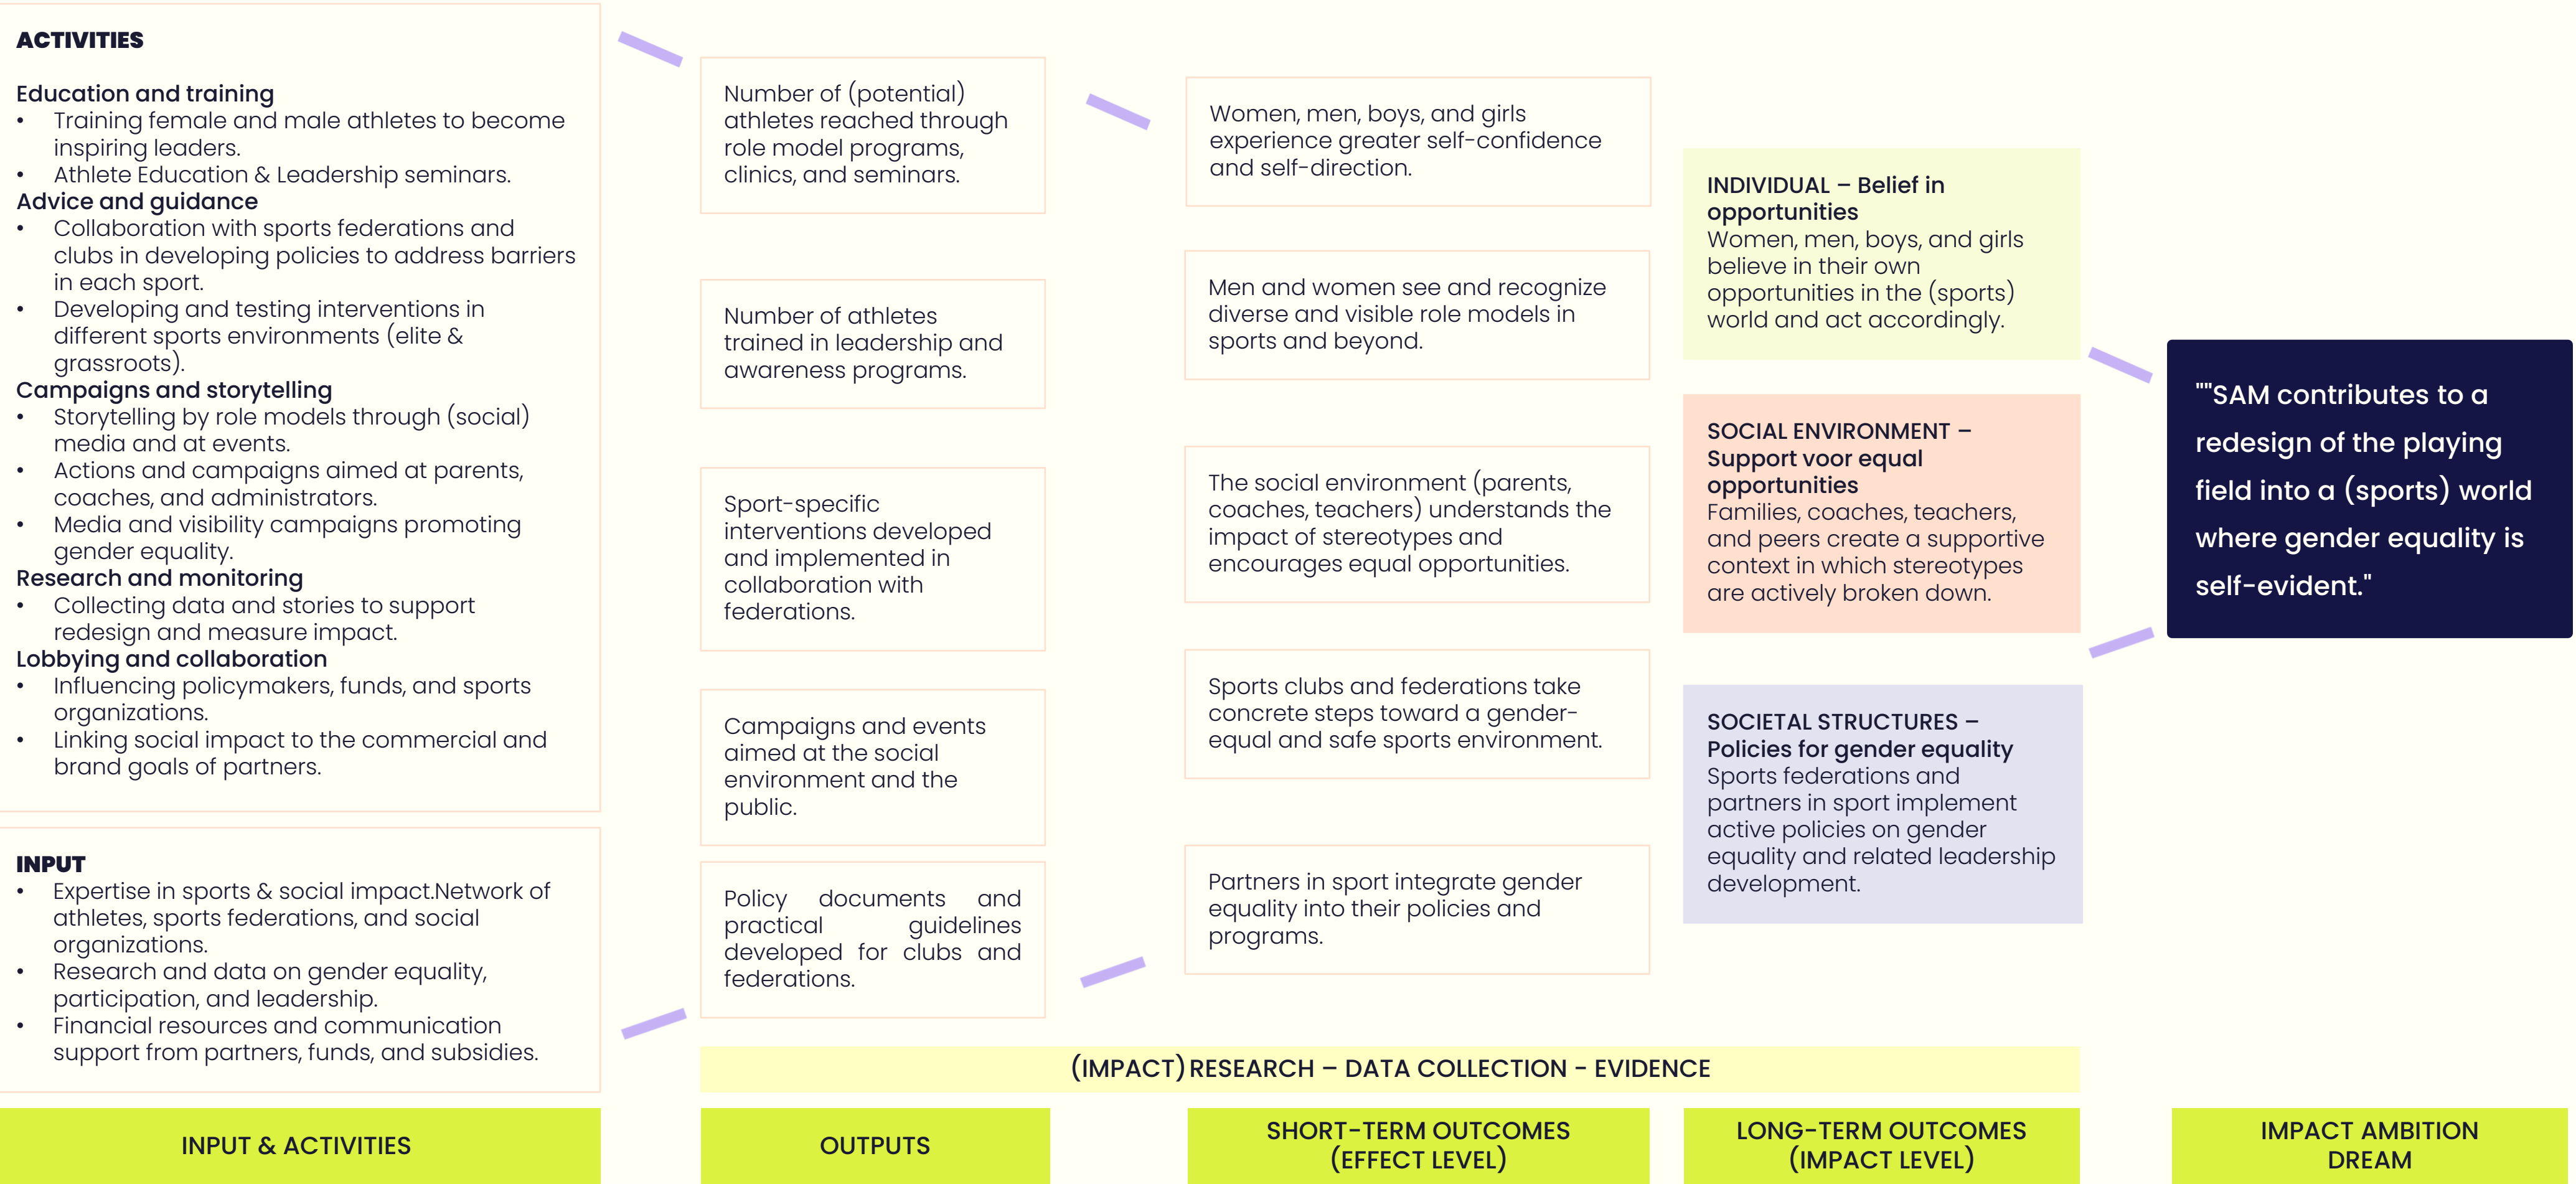 ACTIVITIES
Education and training
• Training female and male athletes to become
inspiring leaders.
• Athlete Education & Leadership seminars.
Advice and guidance
• Collaboration with sports federations and
clubs in developing policies to address barriers
in each sport.
• Developing and testing interventions in
different sports environments (elite &
grassroots).
Campaigns and storytelling
• Storytelling by role models through (social)
media and at events.
• Actions and campaigns aimed at parents,
coaches, and administrators.
• Media and visibility campaigns promoting
gender equality.
Research and monitoring
• Collecting data and stories to support
redesign and measure impact.
Lobbying and collaboration
• Influencing policymakers, funds, and sports
organizations.
• Linking social impact to the commercial and
brand goals of partners.
INPUT
• Expertise in sports & social impact.Network of
athletes, sports federations, and social
organizations.
• Research and data on gender equality,
participation, and leadership.
• Financial resources and communication
support from partners, funds, and subsidies.
INPUT & ACTIVITIES
Number of (potential)
athletes reached through
role model programs,
clinics, and seminars.
Number of athletes
trained in leadership and
awareness programs.
Sport-specific
interventions developed
and implemented in
collaboration with
federations.
Campaigns and events
aimed at the social
environment and the
public.
Policy documents and
practical guidelines
developed for clubs and
federations.
OUTPUTS
Women, men, boys, and girls
experience greater self-confidence
and self-direction.
Men and women see and recognize
diverse and visible role models in
sports and beyond.
The social environment (parents,
coaches, teachers) understands the
impact of stereotypes and
encourages equal opportunities.
Sports clubs and federations take
concrete steps toward a gender-
equal and safe sports environment.
Partners in sport integrate gender
equality into their policies and
programs.
SHORT-TERM OUTCOMES
(EFFECT LEVEL)
INDIVIDUAL – Belief in
opportunities
Women, men, boys, and girls
believe in their own
opportunities in the (sports)
world and act accordingly.
SOCIAL ENVIRONMENT –
Support voor equal
opportunities
Families, coaches, teachers,
and peers create a supportive
context in which stereotypes
are actively broken down.
SOCIETAL STRUCTURES –
Policies for gender equality
Sports federations and
partners in sport implement
active policies on gender
equality and related leadership
development.
LONG-TERM OUTCOMES
(IMPACT LEVEL)
(IMPACT) RESEARCH – DATA COLLECTION - EVIDENCE
""SAM contributes to a
redesign of the playing
field into a (sports) world
where gender equality is
self-evident."
IMPACT AMBITION
DREAM